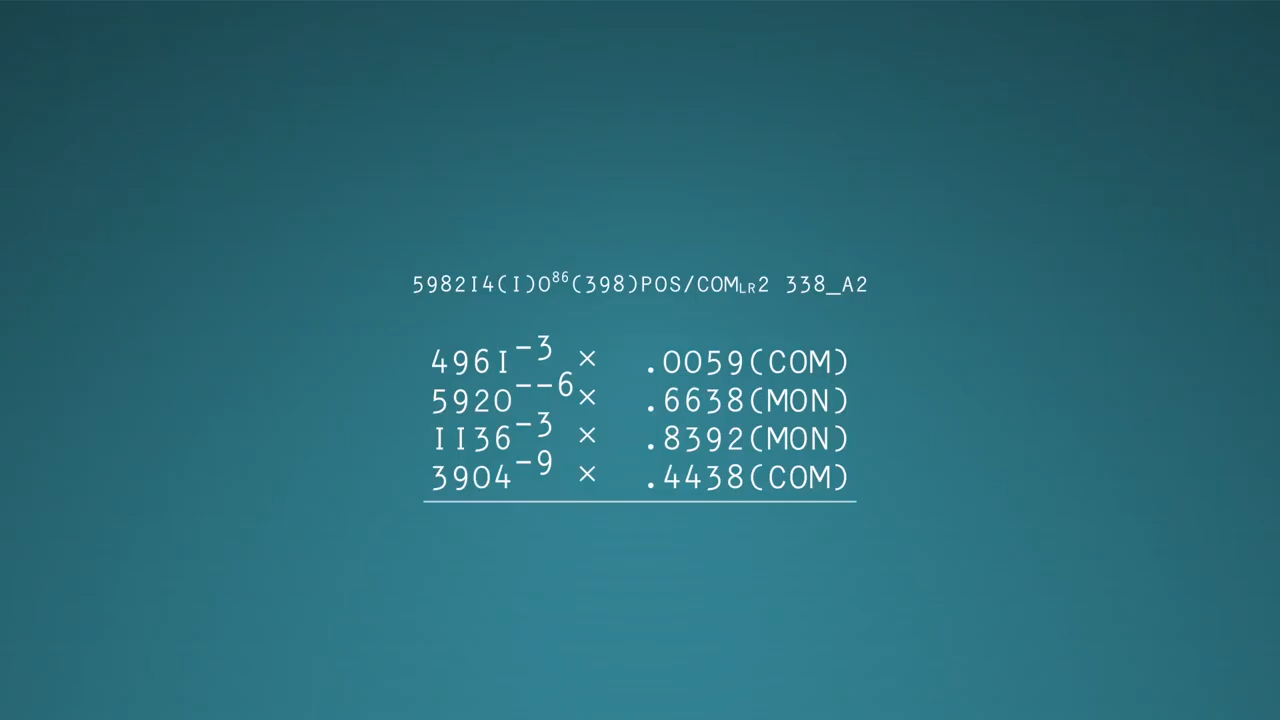 5982I4(I)O⁸⁶(398)POS/COMLR2 338_A2
496I⁻³ × .0059(COM)
5920⁻⁻⁶ × .6638(MON)
II36⁻³ × .8392(MON)
3904⁻⁹ × .4438(COM)